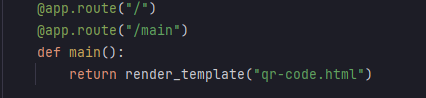 @app.route("/")
@app.route("/main")
def main():
    return render_template("qr-code.html")